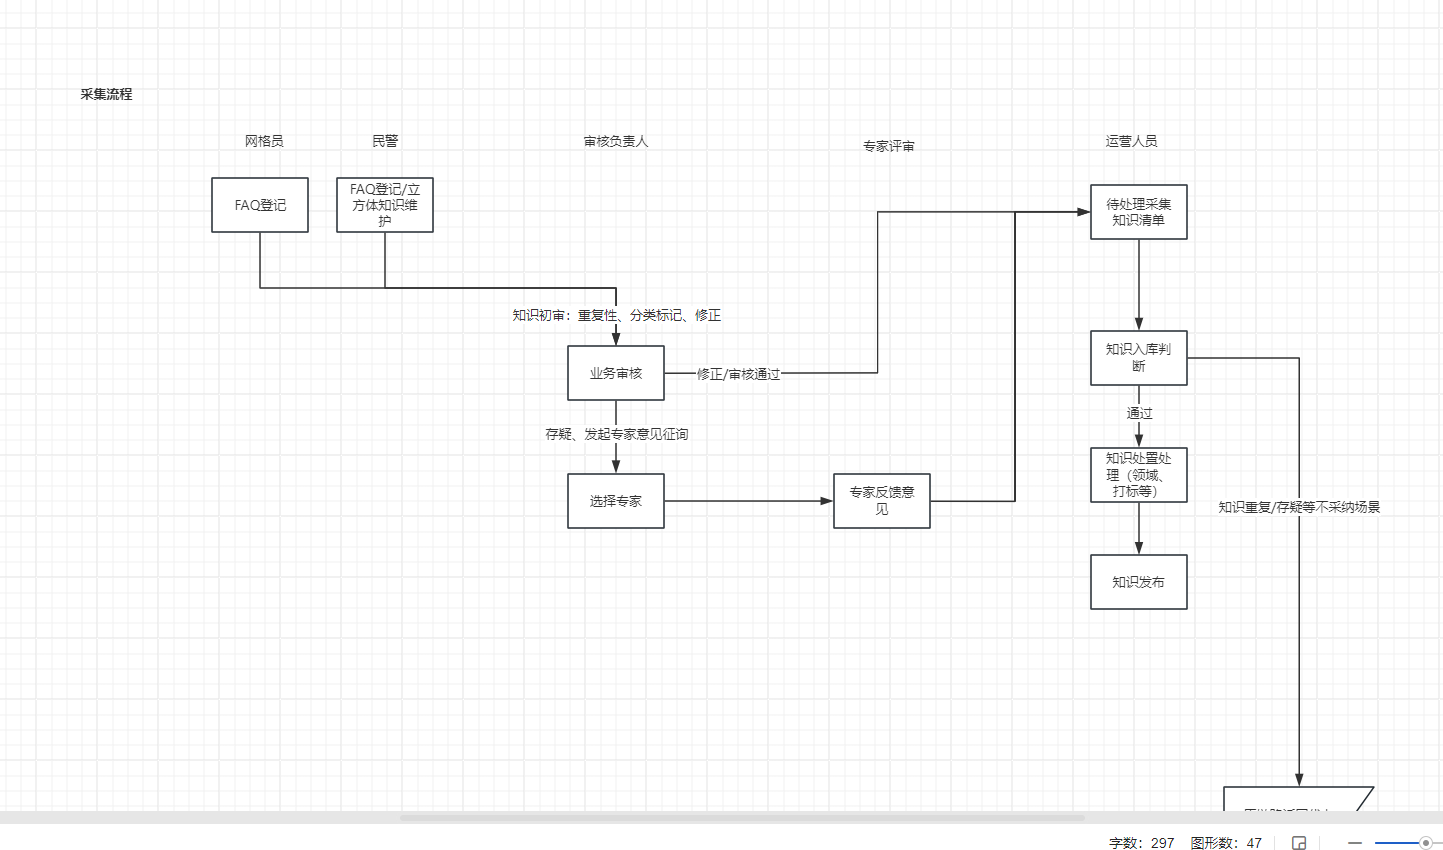 采集流程
网格员
民警
审核负责人
专家评审
运营人员
FAQ登记
FAQ登记/立
方体知识维
护
待处理采集
知识清单
知识初审：重复性、分类标记、修正
业务审核
修正/审核通过
知识入库判
断
通过
存疑、发起专家意见征询
知识处置处
理（领域、
打标等）
选择专家
专家反馈意
见
知识重复/存疑等不采纳场景
知识发布
字数：297 图形数：47